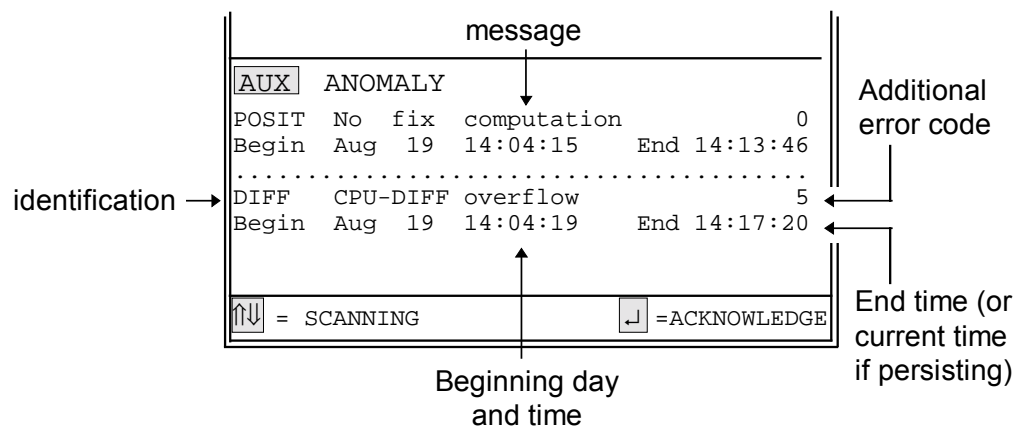 message
AUX ANOMALY
POSIT No fix computation 0
Begin Aug 19 14:04:15 End 14:13:46
................................................
DIFF CPU-DIFF overflow 5
Begin Aug 19 14:04:19 End 14:17:20
⇑⇓ = SCANNING ↵ =ACKNOWLEDGE
identification
Additional
error code
End time (or
current time
if persisting)
Beginning day
and time